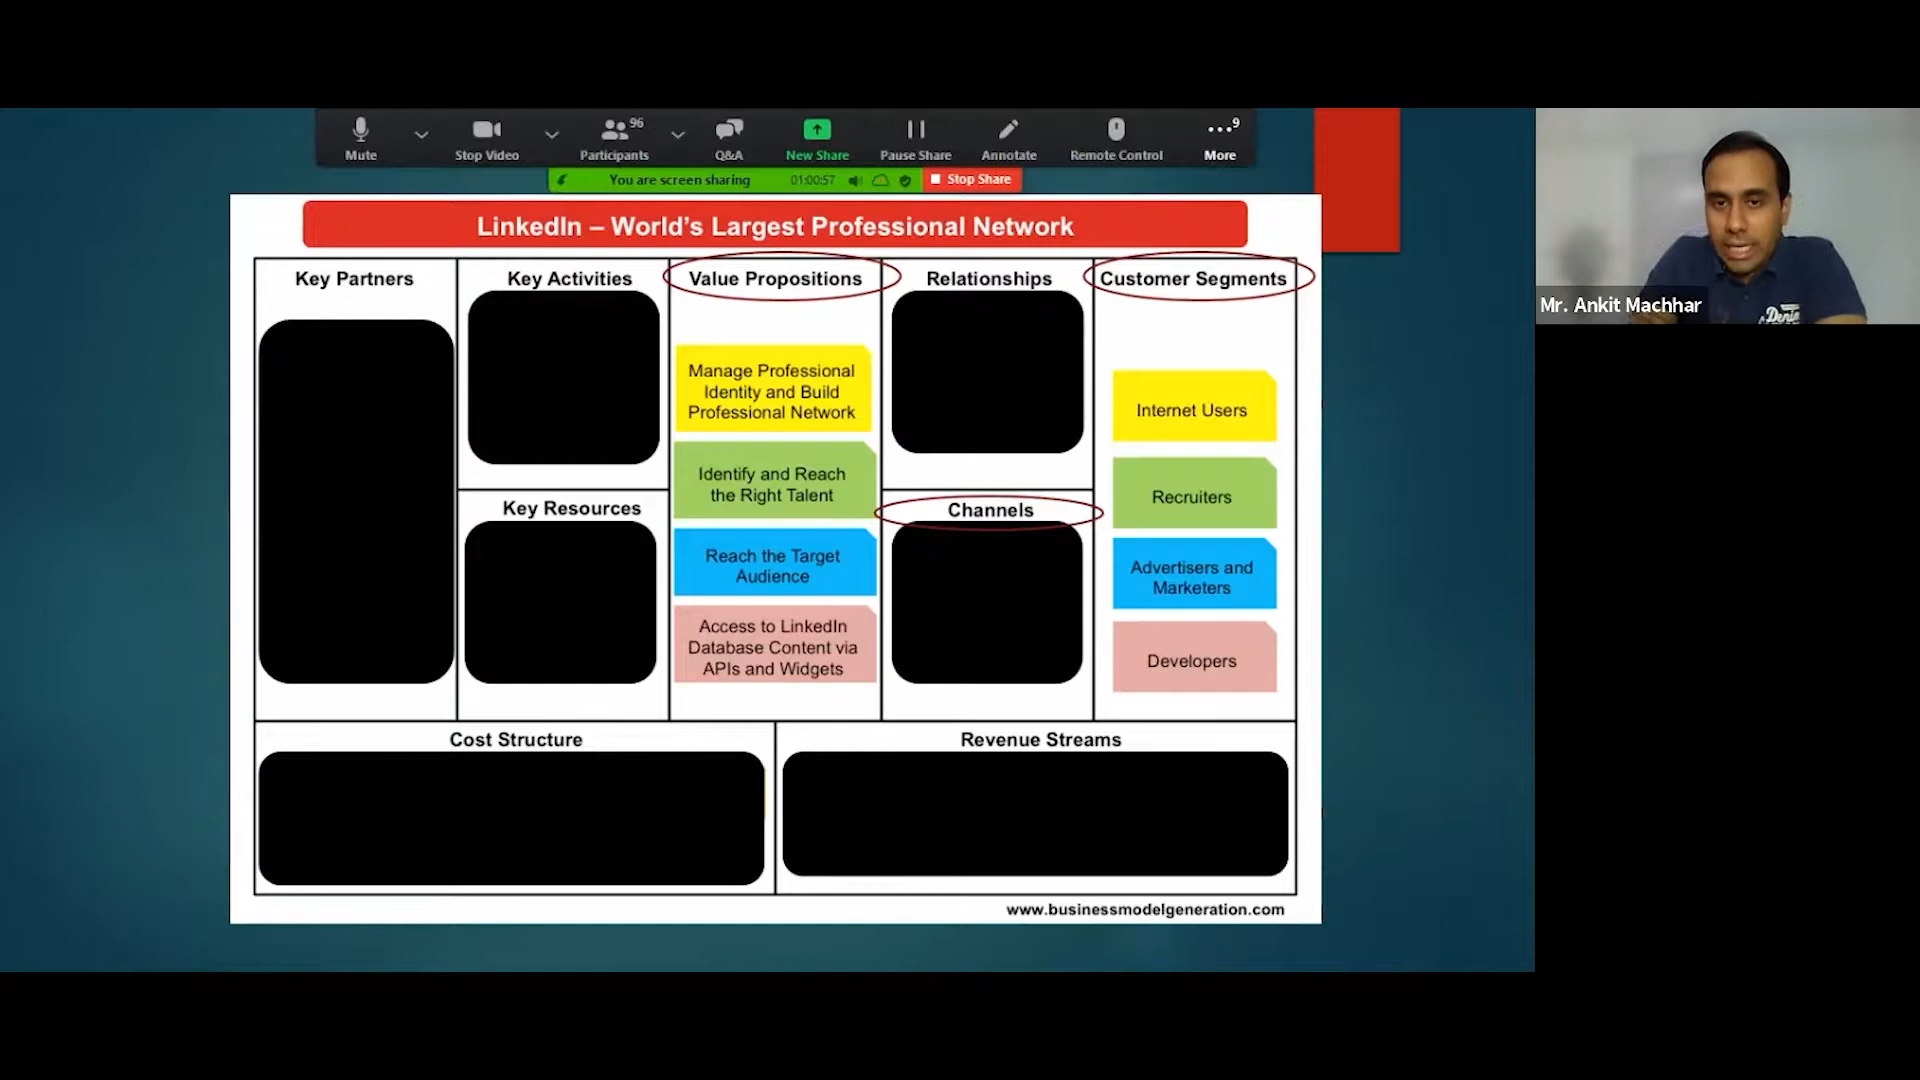 96
9
Mute
Stop Video
Participants
Q&A
New Share
Pause Share
Annotate
Remote Control
More
You are screen sharing
01:00:57
Stop Share
LinkedIn – World's Largest Professional Network
Key Partners
Key Activities
Value Propositions
Relationships
Customer Segments
Manage Professional
Identity and Build
Professional Network
Identify and Reach
the Right Talent
Reach the Target
Audience
Access to LinkedIn
Database Content via
APIs and Widgets
Internet Users
Recruiters
Advertisers and
Marketers
Developers
Key Resources
Channels
Cost Structure
Revenue Streams
www.businessmodelgeneration.com
Mr. Ankit Machhar